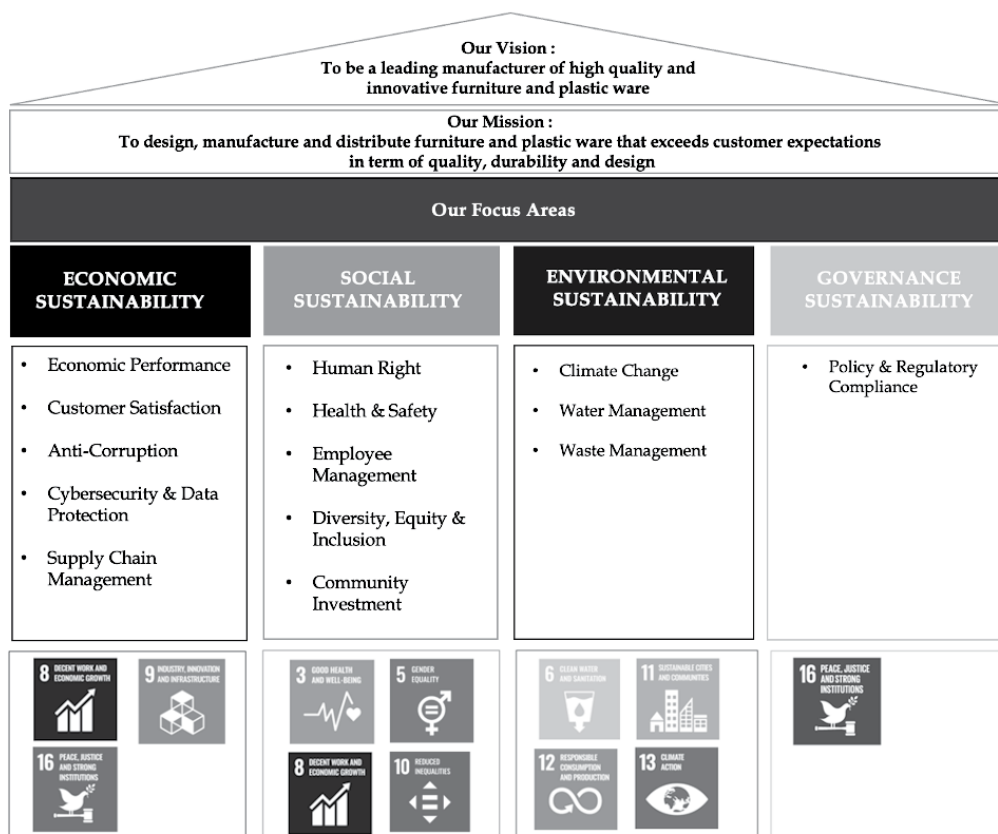 Our Vision :
To be a leading manufacturer of high quality and
innovative furniture and plastic ware
Our Mission :
To design, manufacture and distribute furniture and plastic ware that exceeds customer expectations
in term of quality, durability and design
Our Focus Areas
ECONOMIC
SUSTAINABILITY
• Economic Performance
• Customer Satisfaction
• Anti-Corruption
• Cybersecurity & Data
Protection
• Supply Chain
Management
8 DECENT WORK AND
ECONOMIC GROWTH
9 INDUSTRY, INNOVATION
AND INFRASTRUCTURE
16 PEACE, JUSTICE
AND STRONG
INSTITUTIONS
SOCIAL
SUSTAINABILITY
• Human Right
• Health & Safety
• Employee
Management
• Diversity, Equity &
Inclusion
• Community
Investment
3 GOOD HEALTH
AND WELL-BEING
5 GENDER
EQUALITY
8 DECENT WORK AND
ECONOMIC GROWTH
10 REDUCED
INEQUALITIES
ENVIRONMENTAL
SUSTAINABILITY
• Climate Change
• Water Management
• Waste Management
6 CLEAN WATER
AND SANITATION
11 SUSTAINABLE CITIES
AND COMMUNITIES
12 RESPONSIBLE
CONSUMPTION
AND PRODUCTION
13 CLIMATE
ACTION
GOVERNANCE
SUSTAINABILITY
• Policy & Regulatory
Compliance
16 PEACE, JUSTICE
AND STRONG
INSTITUTIONS